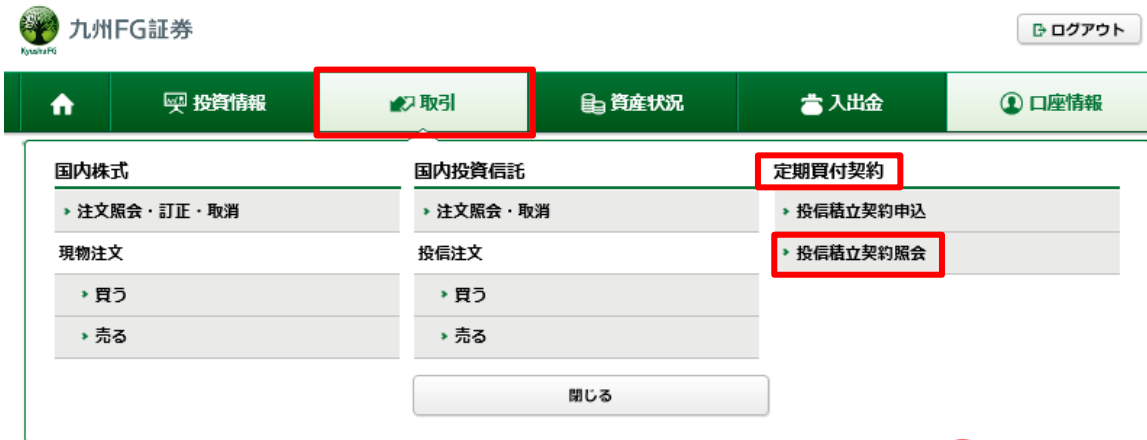 九州FG証券
KyushuFG
ログアウト
投資情報
取引
資産状況
入出金
口座情報
国内株式
国内投資信託
定期買付契約
注文照会・訂正・取消
注文照会・取消
投信積立契約申込
現物注文
投信注文
投信積立契約照会
買う
買う
売る
売る
閉じる